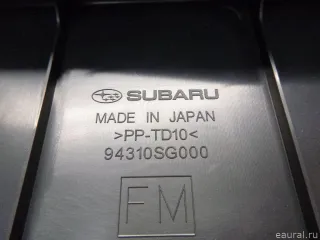 SUBARU
MADE IN JAPAN
>PP-TD10<
94310SG000
FM
eaural.ru